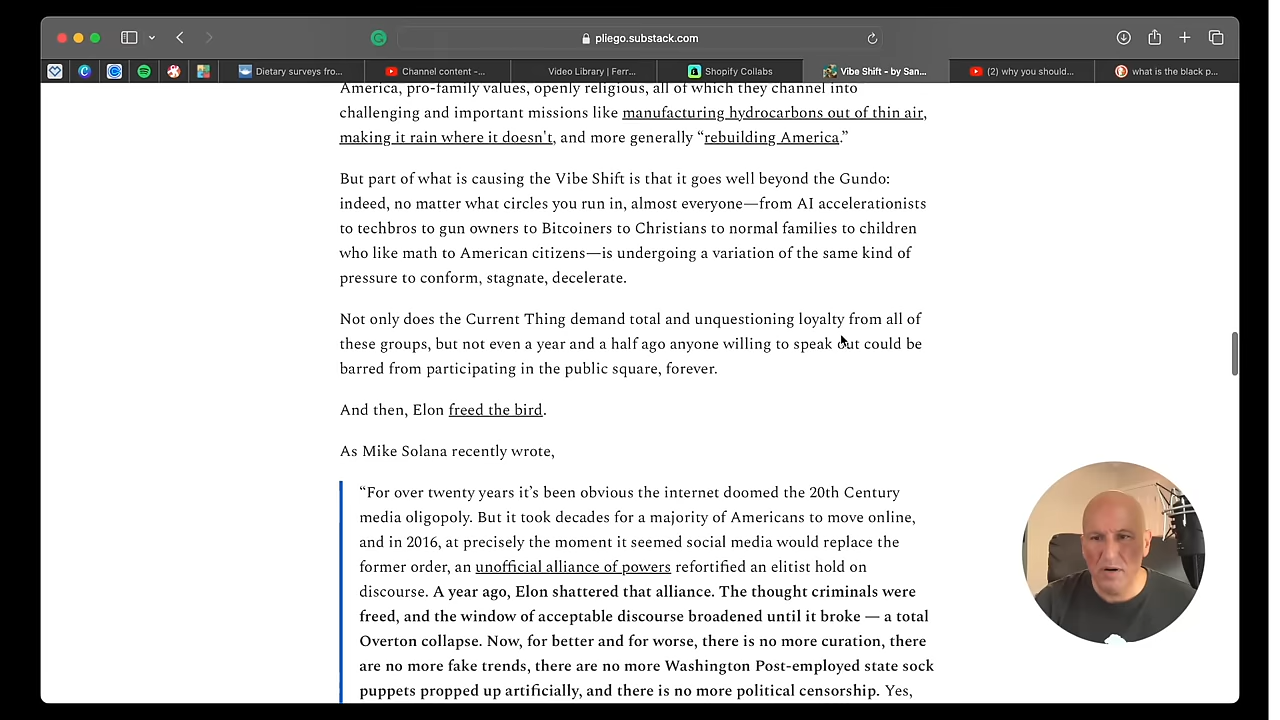 pliego.substack.com
Dietary surveys fro...
Channel content -...
Video Library | Ferr...
Shopify Collabs
Vibe Shift - by San...
(2) why you should...
what is the black p...
America, pro-family values, openly religious, all of which they channel into
challenging and important missions like manufacturing hydrocarbons out of thin air,
making it rain where it doesn't, and more generally “rebuilding America.”
But part of what is causing the Vibe Shift is that it goes well beyond the Gundo:
indeed, no matter what circles you run in, almost everyone—from AI accelerationists
to techbros to gun owners to Bitcoiners to Christians to normal families to children
who like math to American citizens—is undergoing a variation of the same kind of
pressure to conform, stagnate, decelerate.
Not only does the Current Thing demand total and unquestioning loyalty from all of
these groups, but not even a year and a half ago anyone willing to speak out could be
barred from participating in the public square, forever.
And then, Elon freed the bird.
As Mike Solana recently wrote,
“For over twenty years it’s been obvious the internet doomed the 20th Century
media oligopoly. But it took decades for a majority of Americans to move online,
and in 2016, at precisely the moment it seemed social media would replace the
former order, an unofficial alliance of powers refortified an elitist hold on
discourse. A year ago, Elon shattered that alliance. The thought criminals were
freed, and the window of acceptable discourse broadened until it broke — a total
Overton collapse. Now, for better and for worse, there is no more curation, there
are no more fake trends, there are no more Washington Post-employed state sock
puppets propped up artificially, and there is no more political censorship. Yes,